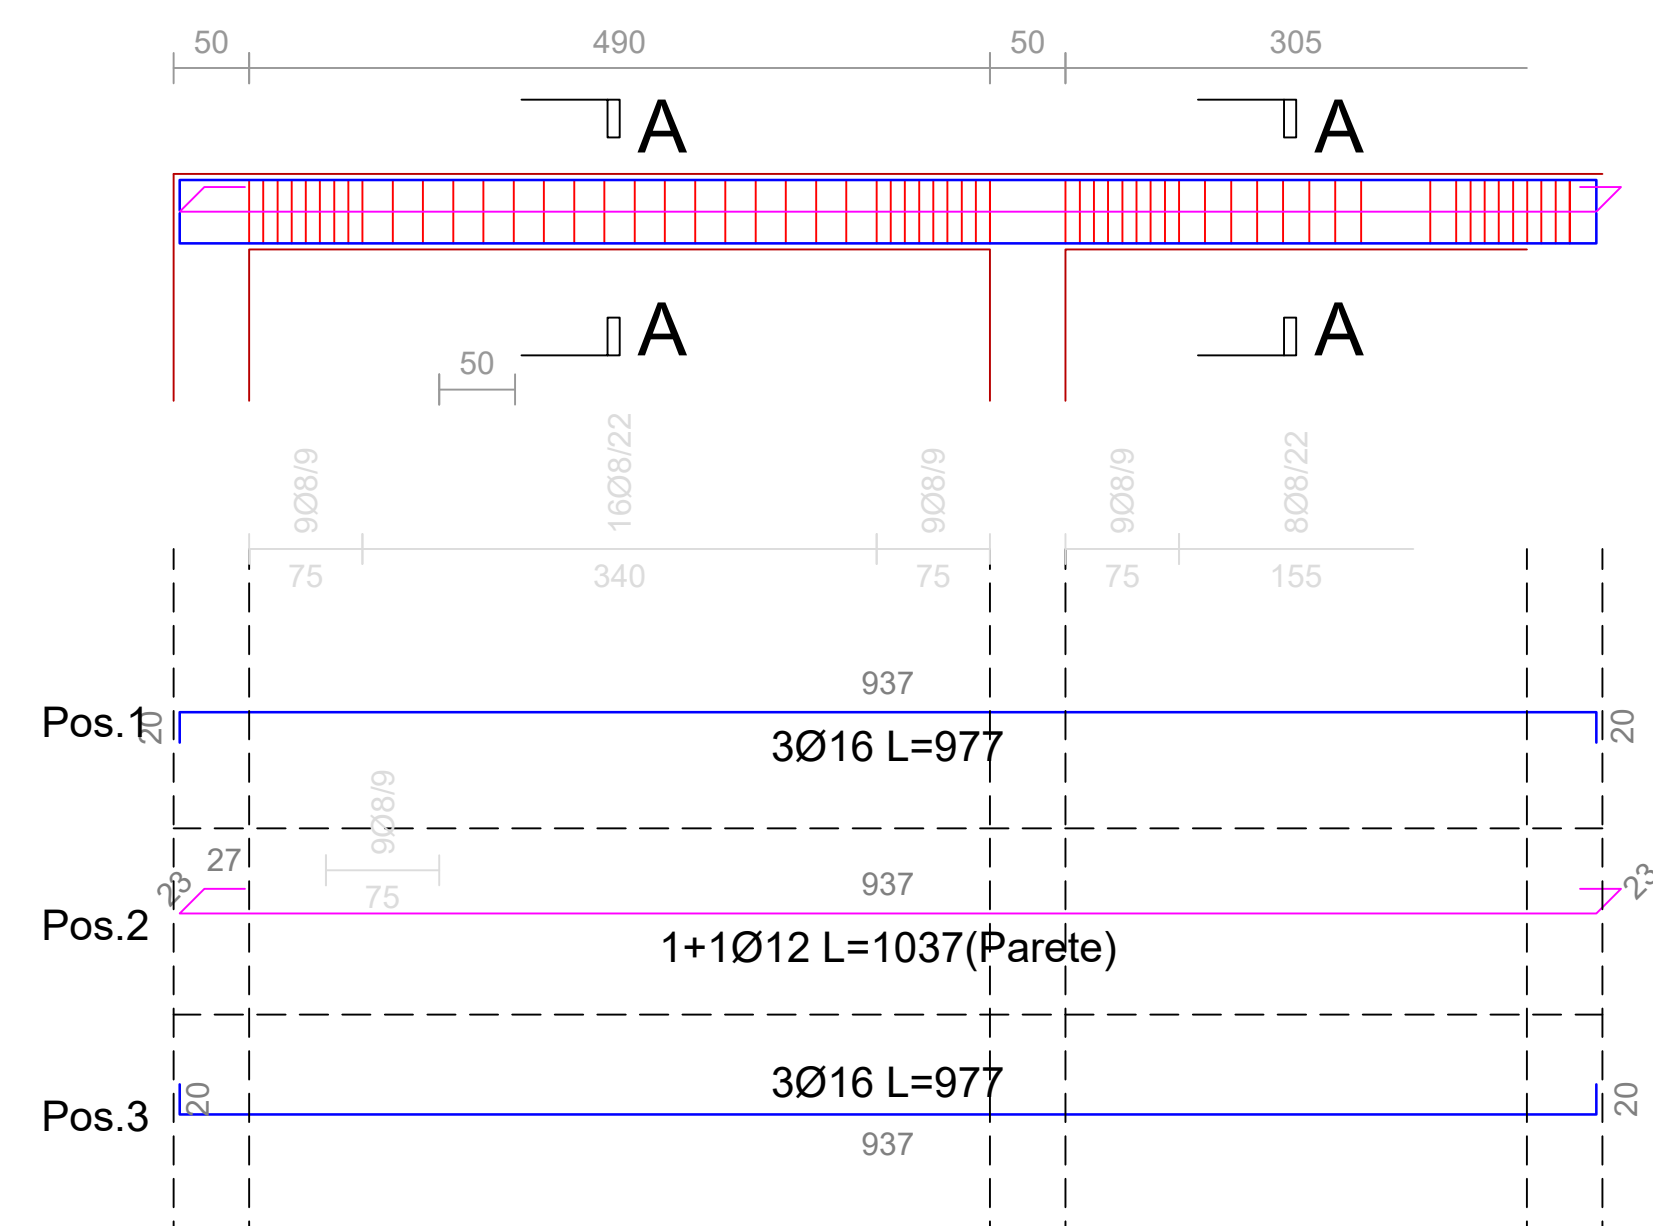 50 490 50 305
A A
A A
50
9Ø8/9 16Ø8/22 9Ø8/9 9Ø8/9 8Ø8/22
75 340 75 75 155
937
Pos.1 20 20
3Ø16 L=977
9Ø8/9
27
23 75 937 23
Pos.2
1+1Ø12 L=1037(Parete)
3Ø16 L=977
Pos.3 20 20
937